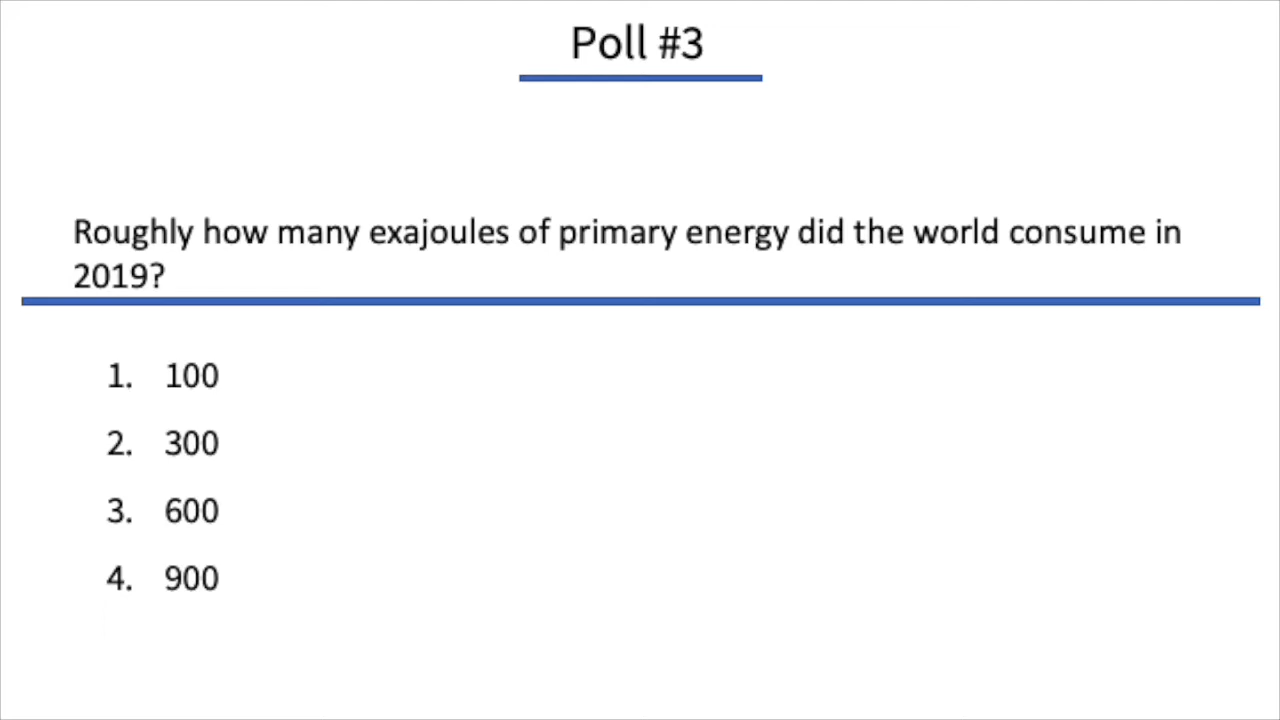 Poll #3
Roughly how many exajoules of primary energy did the world consume in
2019?
1. 100
2. 300
3. 600
4. 900